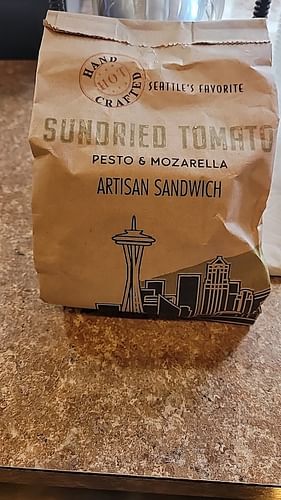 HAND
HOT
CRAFTED
SEATTLE'S FAVORITE
SUNDRIED TOMATO
PESTO & MOZARELLA
ARTISAN SANDWICH